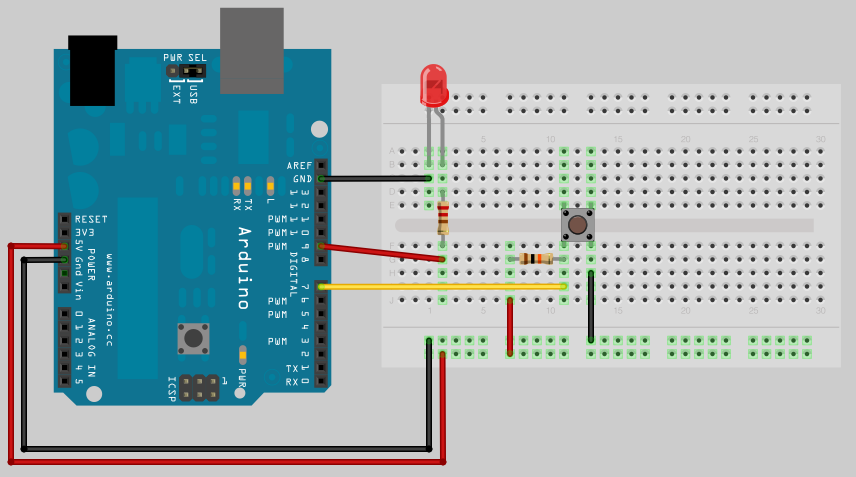 PWR SEL
EXT
USB
AREF
GND
13
12
PWM 11
PWM 10
PWM 9
8
7
PWM 6
PWM 5
4
PWM 3
2
TX 1
RX 0
DIGITAL
RX
TX
L
Arduino
www.arduino.cc
RESET
3V3
5V
Gnd
Vin
POWER
0
1
2
3
4
5
ANALOG IN
ICSP
1
PWR
5 10 15 20 25 30
A
B
C
D
E
F
G
H
I
J
1 5 10 15 20 25 30